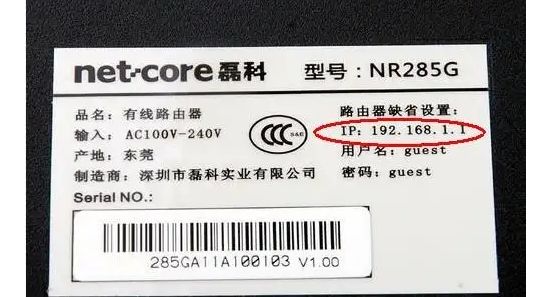 net-core磊科 型号：NR285G
品名：有线路由器
输入：AC100V-240V
产地：东莞
制造商：深圳市磊科实业有限公司
CCC S&E
路由器缺省设置：
IP：192.168.1.1
用户名：guest
密码：guest
Serial NO.：
285GA11A100103 V1.00